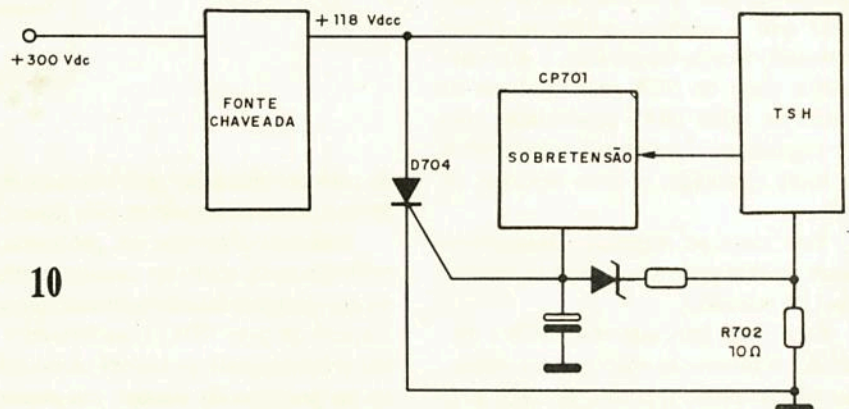 +300 Vdc
FONTE
CHAVEADA
+118 Vdcc
D704
CP701
SOBRETENSÃO
TSH
R702
10Ω
10